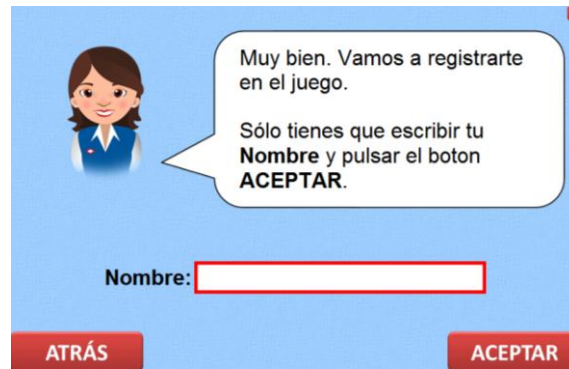 Muy bien. Vamos a registrarte
en el juego.
Sólo tienes que escribir tu
Nombre y pulsar el boton
ACEPTAR.
Nombre:
ATRÁS
ACEPTAR